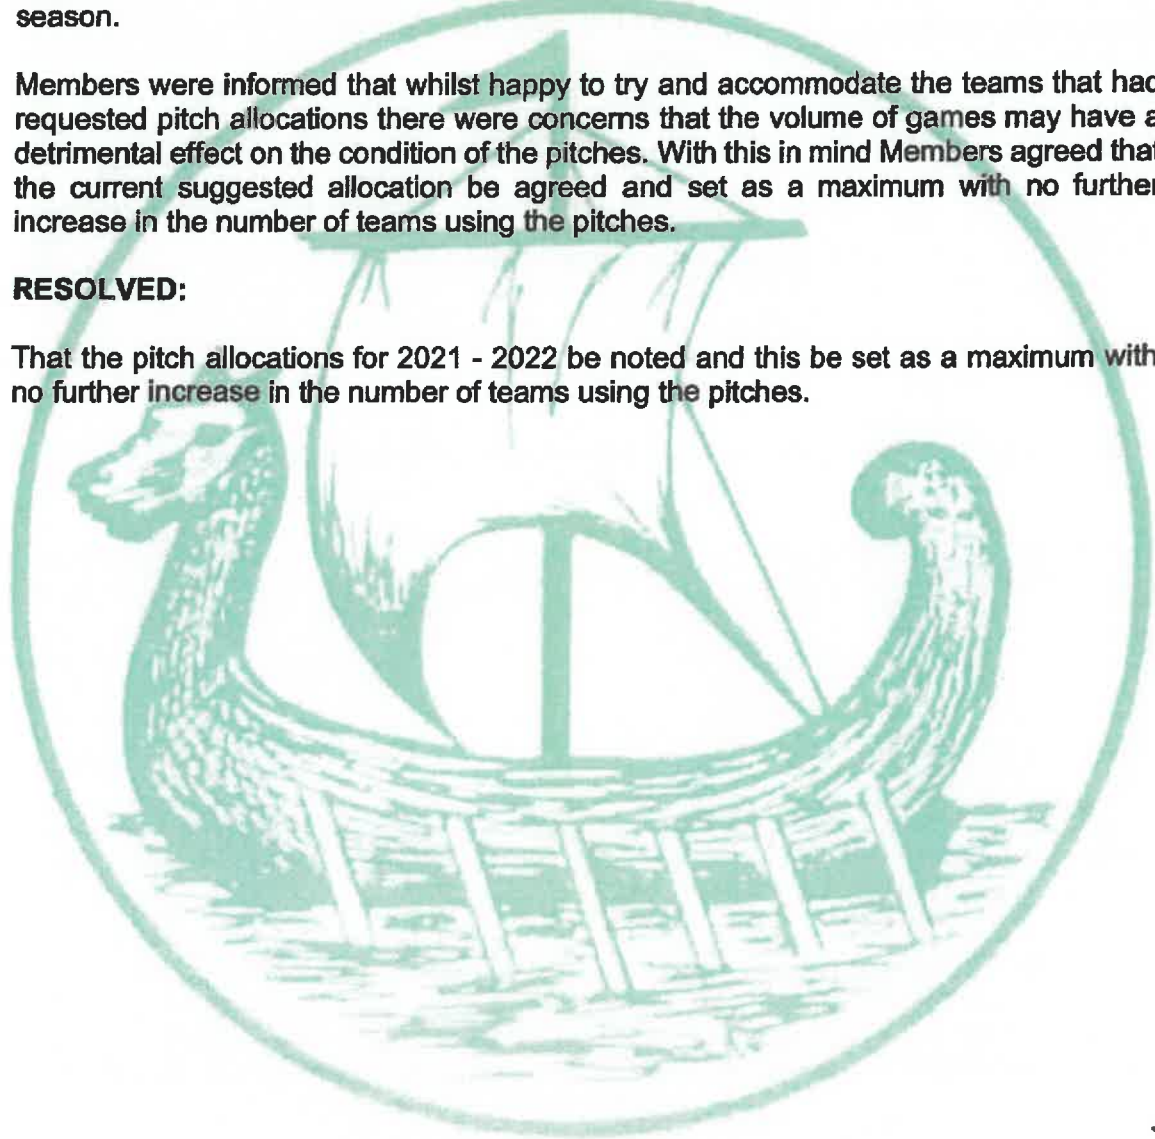 season.
Members were informed that whilst happy to try and accommodate the teams that had
requested pitch allocations there were concerns that the volume of games may have a
detrimental effect on the condition of the pitches. With this in mind Members agreed that
the current suggested allocation be agreed and set as a maximum with no further
increase in the number of teams using the pitches.
RESOLVED:
That the pitch allocations for 2021 - 2022 be noted and this be set as a maximum with
no further increase in the number of teams using the pitches.